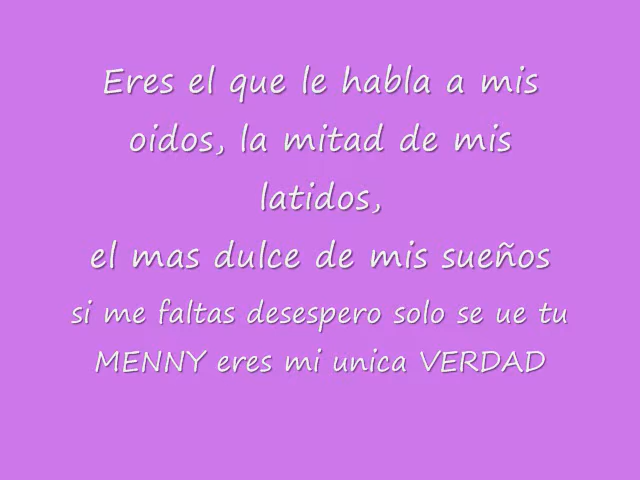 Eres el que le habla a mis
oidos, la mitad de mis
latidos,
el mas dulce de mis sueños
si me faltas desespero solo se ue tu
MENNY eres mi unica VERDAD